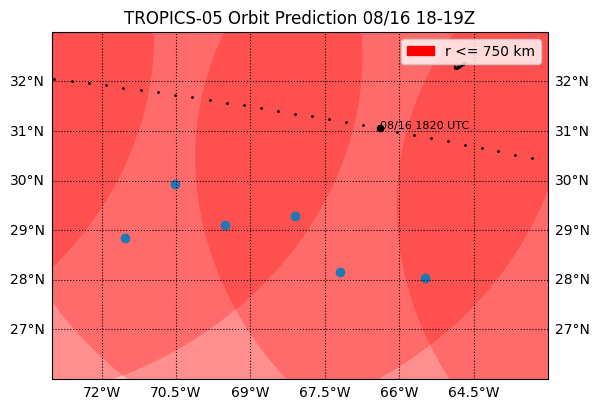 TROPICS-05 Orbit Prediction 08/16 18-19Z
r <= 750 km
32°N 32°N
08/16 1820 UTC
31°N 31°N
30°N 30°N
29°N 29°N
28°N 28°N
27°N 27°N
72°W 70.5°W 69°W 67.5°W 66°W 64.5°W